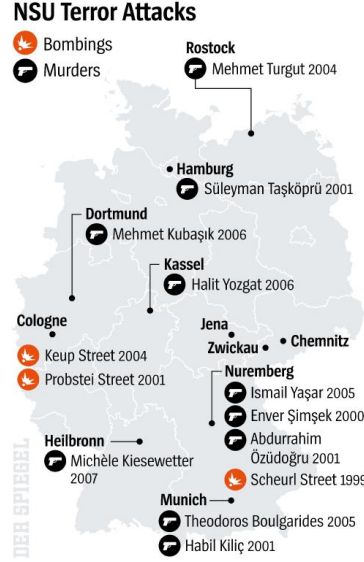 NSU Terror Attacks
Bombings
Murders
Rostock
Mehmet Turgut 2004
Hamburg
Süleyman Taşköprü 2001
Dortmund
Mehmet Kubaşık 2006
Kassel
Halit Yozgat 2006
Cologne
Keup Street 2004
Probstei Street 2001
Jena
Zwickau
Chemnitz
Nuremberg
Ismail Yaşar 2005
Enver Şimşek 2000
Abdurrahim
Özüdoğru 2001
Scheurl Street 1999
Heilbronn
Michèle Kiesewetter
2007
Munich
Theodoros Boulgarides 2005
Habil Kiliç 2001
DER SPIEGEL